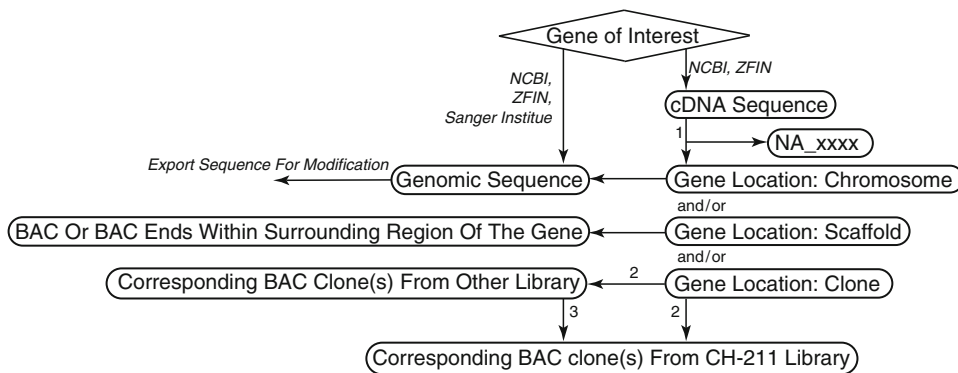 Gene of Interest
NCBI, ZFIN
NCBI,
ZFIN,
Sanger Institue
cDNA Sequence
1
NA_xxxx
Export Sequence For Modification
Genomic Sequence
Gene Location: Chromosome
and/or
BAC Or BAC Ends Within Surrounding Region Of The Gene
Gene Location: Scaffold
and/or
Corresponding BAC Clone(s) From Other Library
2
Gene Location: Clone
3
2
Corresponding BAC clone(s) From CH-211 Library